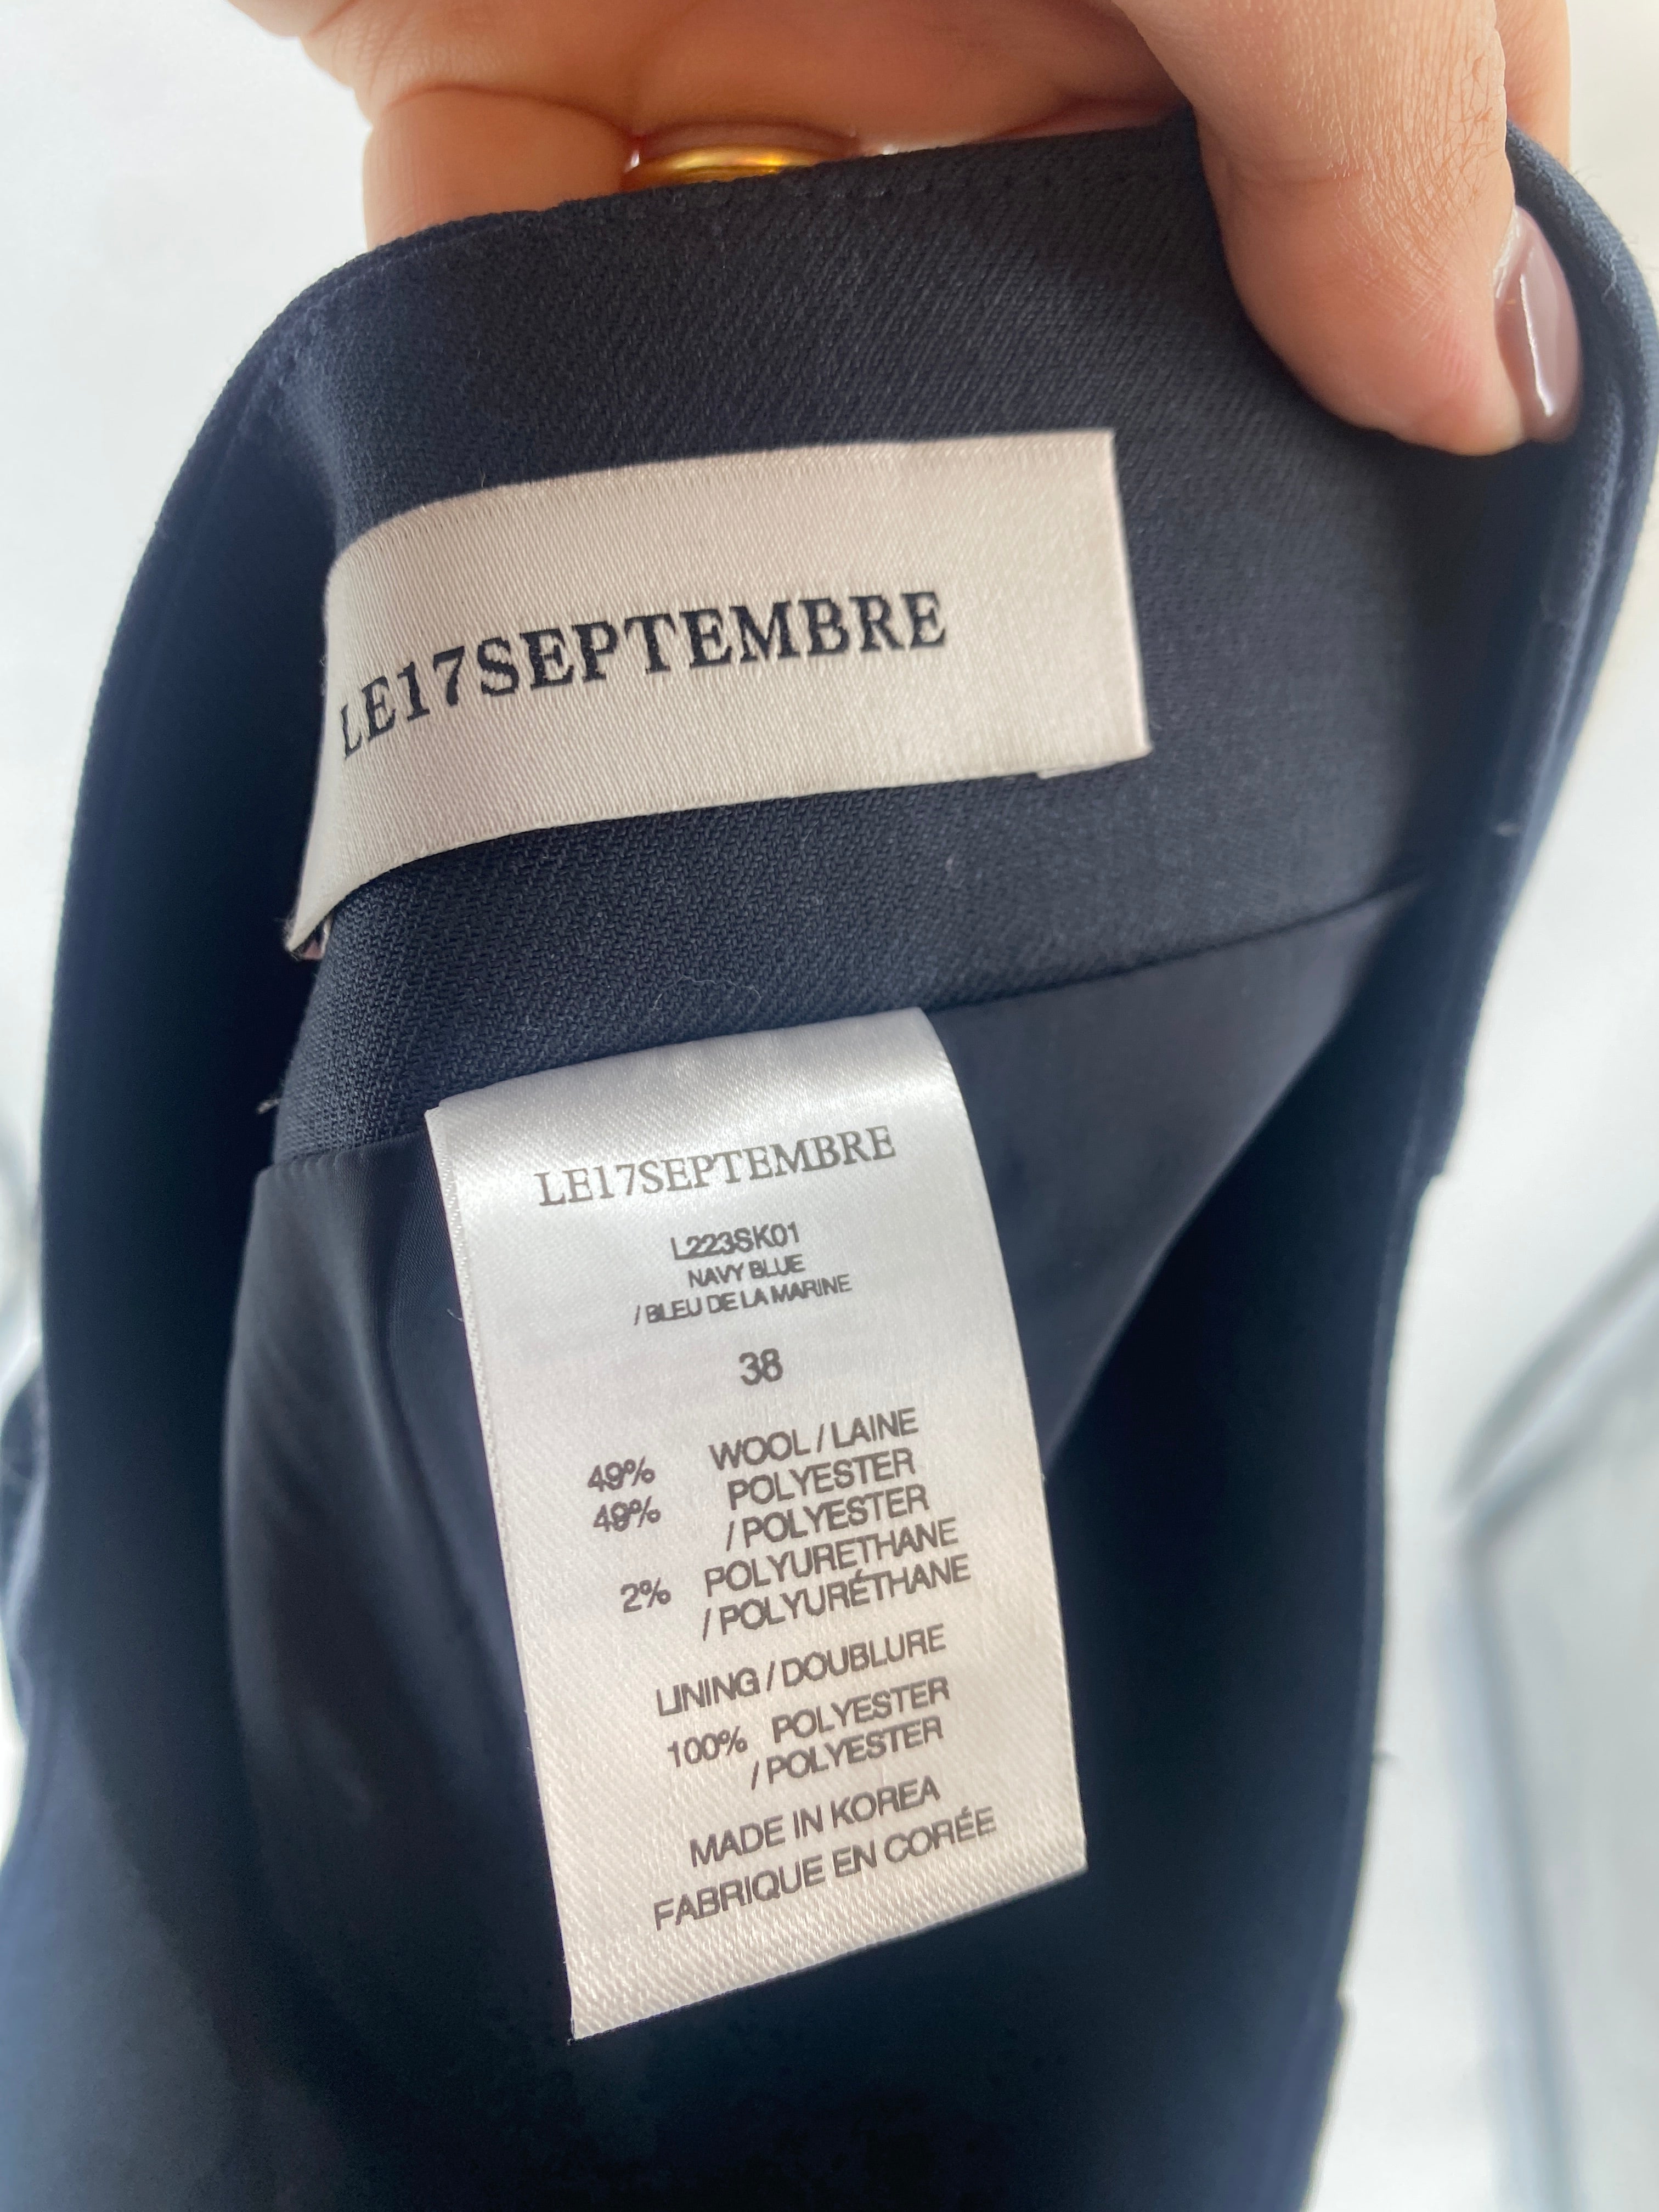 LE17SEPTEMBRE
LE17SEPTEMBRE
L223SK01
NAVY BLUE
/ BLEU DE LA MARINE
38
49% WOOL / LAINE
49% POLYESTER
/ POLYESTER
2% POLYURETHANE
/ POLYURÉTHANE
LINING / DOUBLURE
100% POLYESTER
/ POLYESTER
MADE IN KOREA
FABRIQUE EN CORÉE